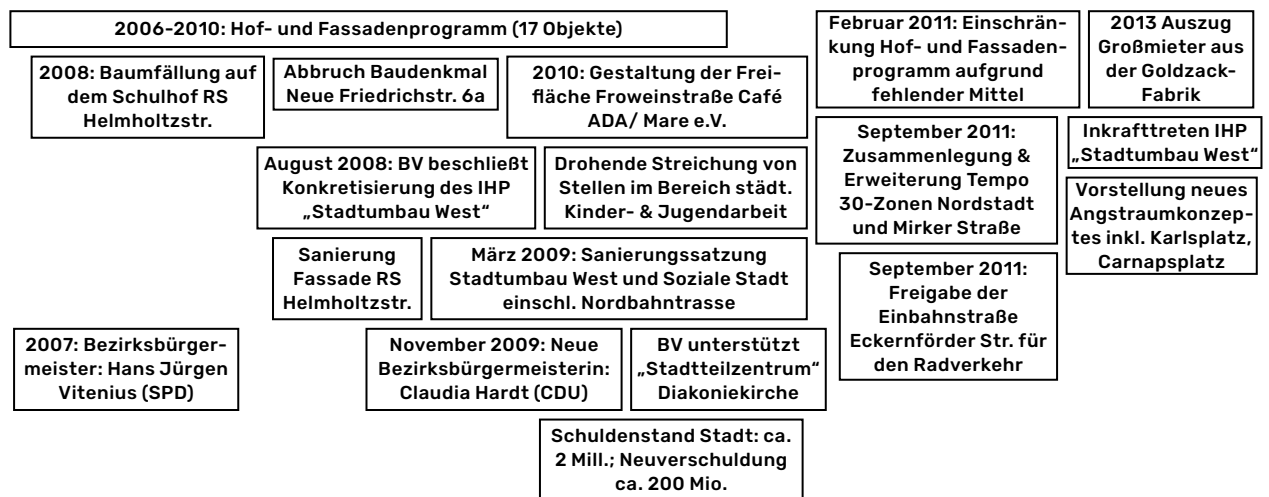 2006-2010: Hof- und Fassadenprogramm (17 Objekte)
2008: Baumfällung auf
dem Schulhof RS
Helmholtzstr.
Abbruch Baudenkmal
Neue Friedrichstr. 6a
2010: Gestaltung der Frei-
fläche Froweinstraße Café
ADA/ Mare e.V.
Februar 2011: Einschrän-
kung Hof- und Fassaden-
programm aufgrund
fehlender Mittel
2013 Auszug
Großmieter aus
der Goldzack-
Fabrik
August 2008: BV beschließt
Konkretisierung des IHP
„Stadtumbau West“
Drohende Streichung von
Stellen im Bereich städt.
Kinder- & Jugendarbeit
September 2011:
Zusammenlegung &
Erweiterung Tempo
30-Zonen Nordstadt
und Mirker Straße
Inkrafttreten IHP
„Stadtumbau West“
Vorstellung neues
Angstraumkonzep-
tes inkl. Karlsplatz,
Carnapsplatz
Sanierung
Fassade RS
Helmholtzstr.
März 2009: Sanierungssatzung
Stadtumbau West und Soziale Stadt
einschl. Nordbahntrasse
September 2011:
Freigabe der
Einbahnstraße
Eckernförder Str. für
den Radverkehr
2007: Bezirksbürger-
meister: Hans Jürgen
Vitenius (SPD)
November 2009: Neue
Bezirksbürgermeisterin:
Claudia Hardt (CDU)
BV unterstützt
„Stadtteilzentrum“
Diakoniekirche
Schuldenstand Stadt: ca.
2 Mill.; Neuverschuldung
ca. 200 Mio.